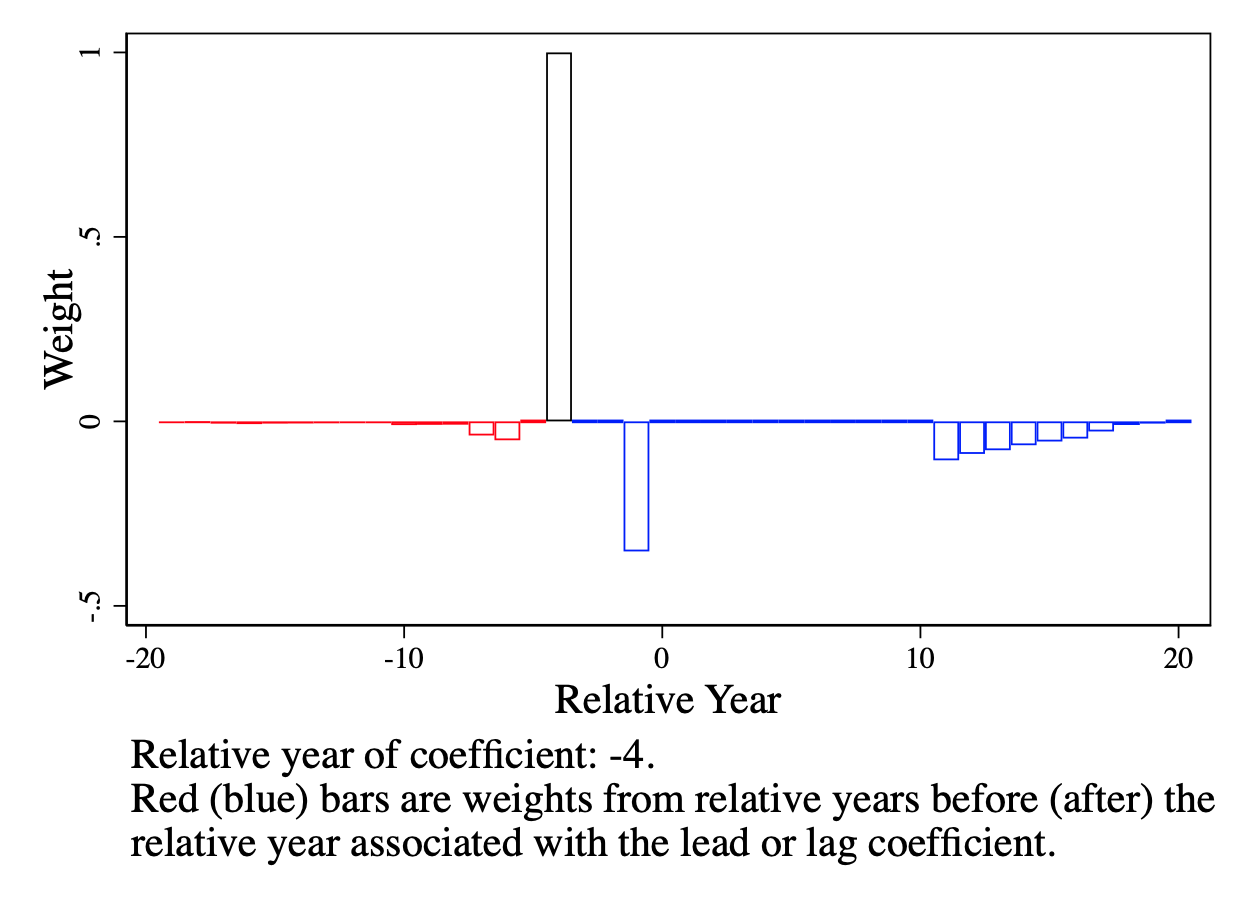 1
.5
0
-.5
Weight
-20 -10 0 10 20
Relative Year
Relative year of coefficient: -4.
Red (blue) bars are weights from relative years before (after) the
relative year associated with the lead or lag coefficient.